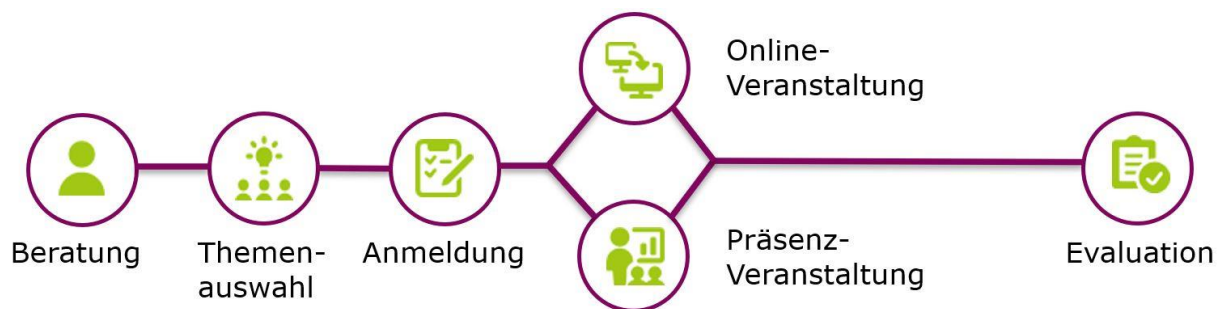 Beratung
Themen-
auswahl
Anmeldung
Online-
Veranstaltung
Präsenz-
Veranstaltung
Evaluation